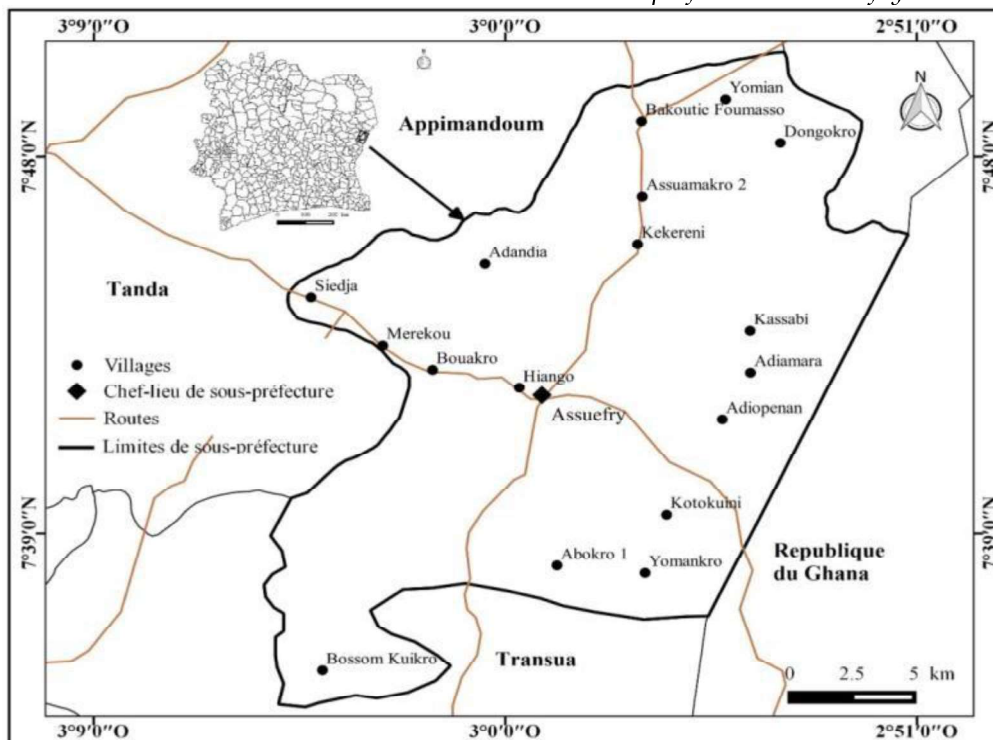 3°9'0"O
3°0'0"O
2°51'0"O
N
Yomian
Bakoutic Foumasso
Appimandoum
Dongokro
7°48'0"N
7°48'0"N
Assuamakro 2
Kekereni
Adandia
Tanda
Siedja
Kassabi
Merekou
Villages
Bouakro
Adiamara
Chef-lieu de sous-préfecture
Hiango
Routes
Assuefry
Adiopenan
Limites de sous-préfecture
Kotokuini
7°39'0"N
7°39'0"N
Abokro 1
Yomankro
Republique
du Ghana
Bossom Kuikro
Transua
0 2.5 5 km
3°9'0"O
3°0'0"O
2°51'0"O